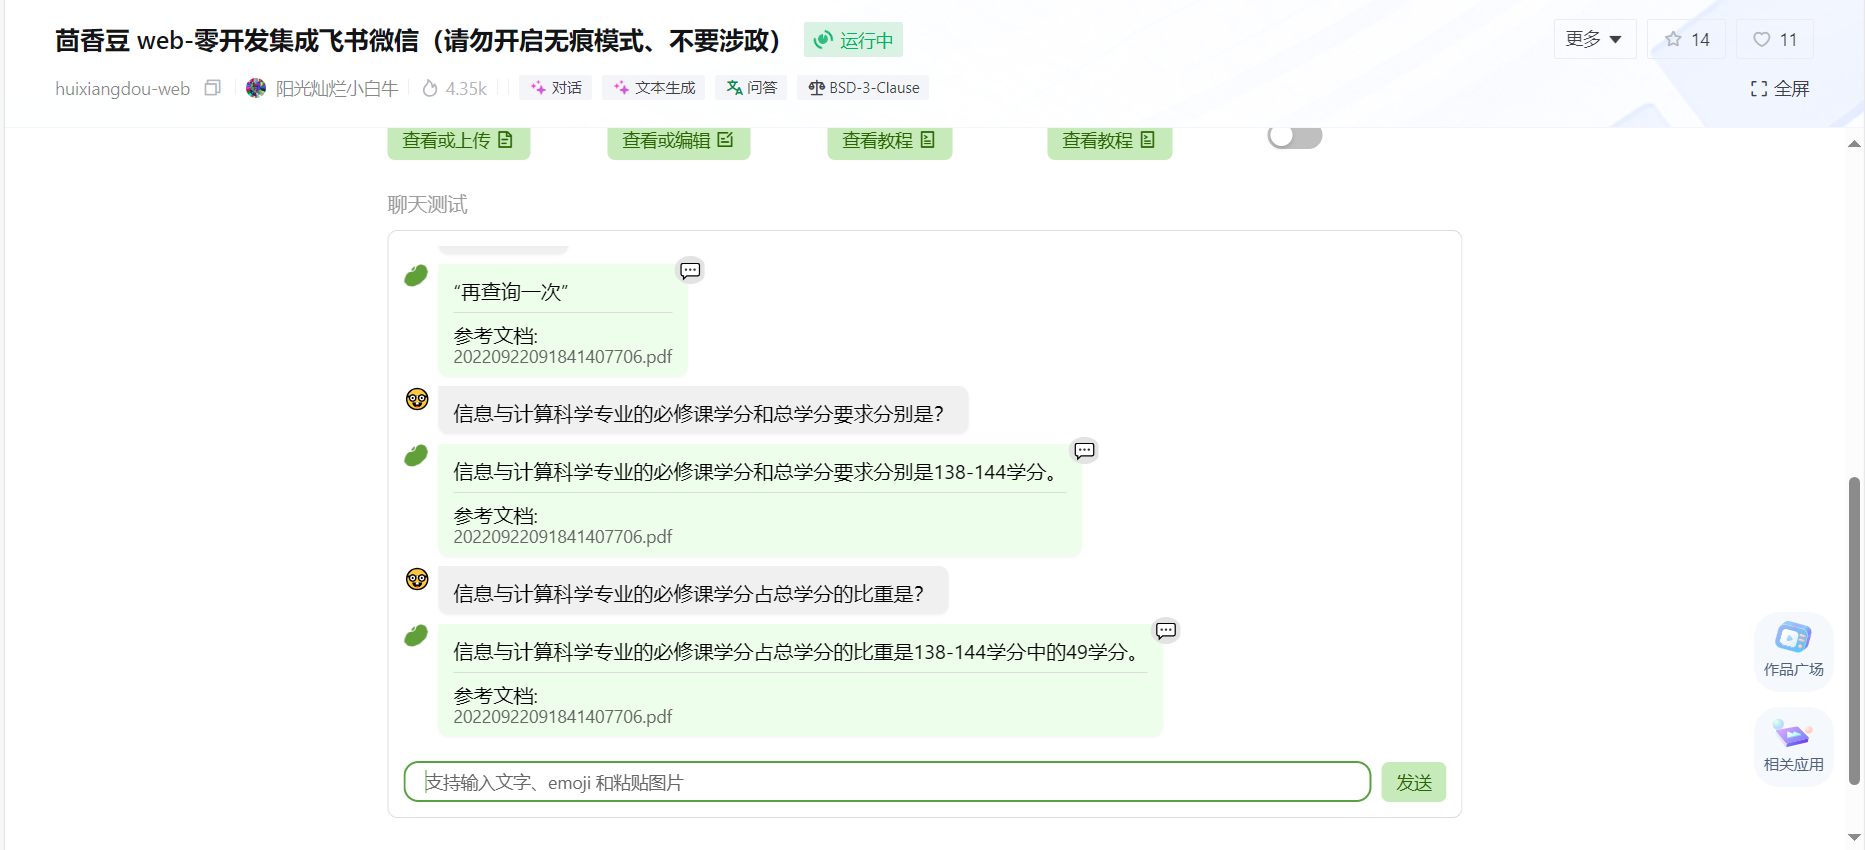 茴香豆 web-零开发集成飞书微信（请勿开启无痕模式、不要涉政） 运行中 更多 14 11
huixiangdou-web 阳光灿烂小白牛 4.35k 对话 文本生成 问答 BSD-3-Clause 全屏
查看或上传 查看或编辑 查看教程 查看教程
聊天测试
“再查询一次”
参考文档:
20220922091841407706.pdf
信息与计算科学专业的必修课学分和总学分要求分别是?
信息与计算科学专业的必修课学分和总学分要求分别是138-144学分。
参考文档:
20220922091841407706.pdf
信息与计算科学专业的必修课学分占总学分的比重是?
信息与计算科学专业的必修课学分占总学分的比重是138-144学分中的49学分。
参考文档:
20220922091841407706.pdf
支持输入文字、emoji 和粘贴图片 发送
作品广场
相关应用